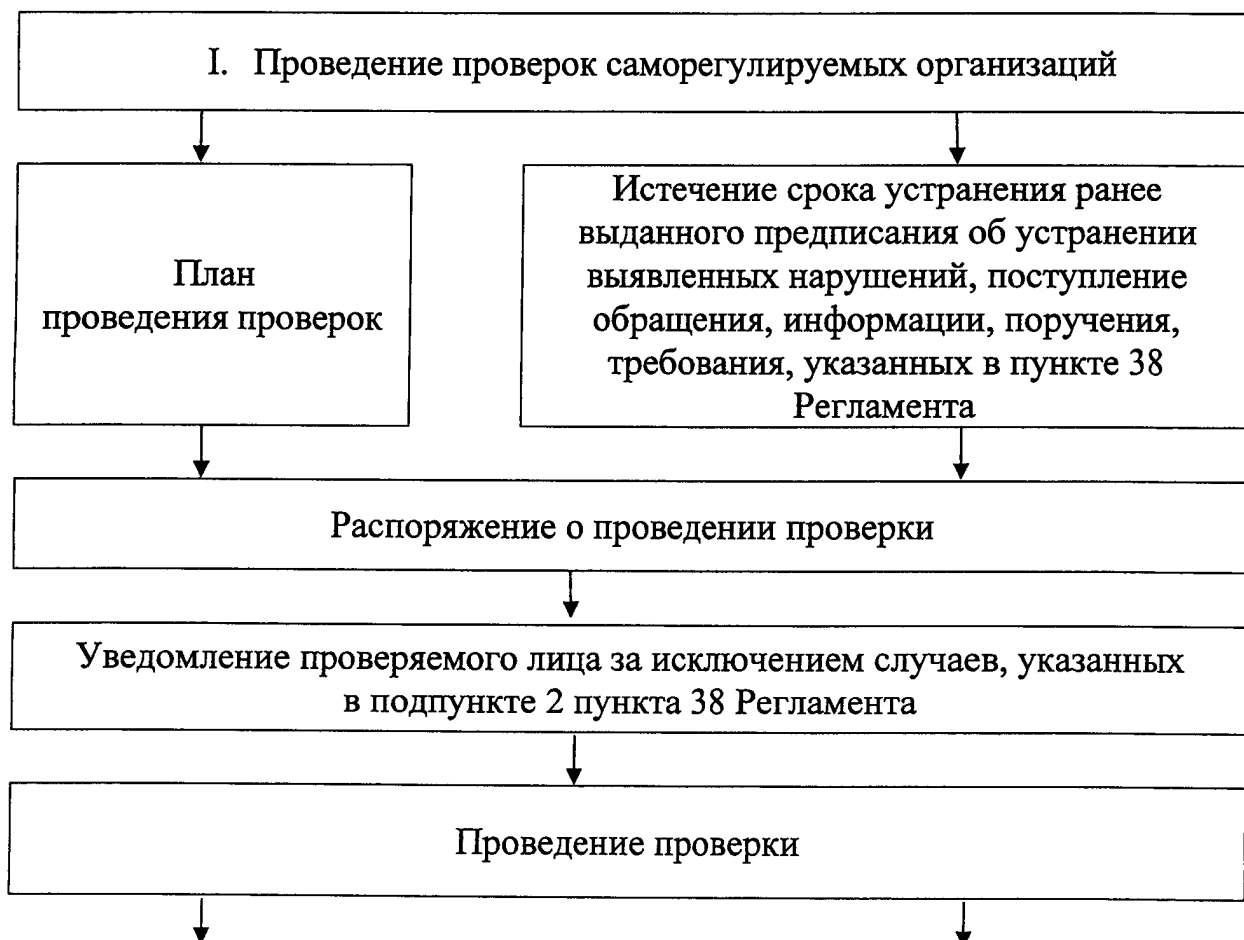 I. Проведение проверок саморегулируемых организаций
План
проведения проверок
Истечение срока устранения ранее
выданного предписания об устранении
выявленных нарушений, поступление
обращения, информации, поручения,
требования, указанных в пункте 38
Регламента
Распоряжение о проведении проверки
Уведомление проверяемого лица за исключением случаев, указанных
в подпункте 2 пункта 38 Регламента
Проведение проверки